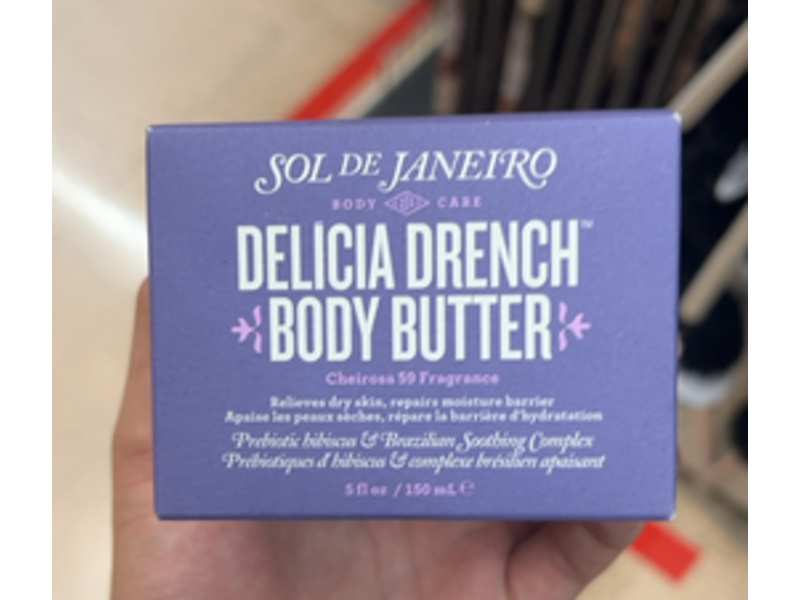 SOL DE JANEIRO
BODY CARE
DELÍCIA DRENCH™
BODY BUTTER
Cheirosa 59 Fragrance
Relieves dry skin, repairs moisture barrier
Apaise les peaux sèches, répare la barrière d'hydratation
Prebiotic hibiscus & Brazilian Soothing Complex
Prébiotiques d'hibiscus & complexe brésilien apaisant
5 fl oz / 150 mL ℮